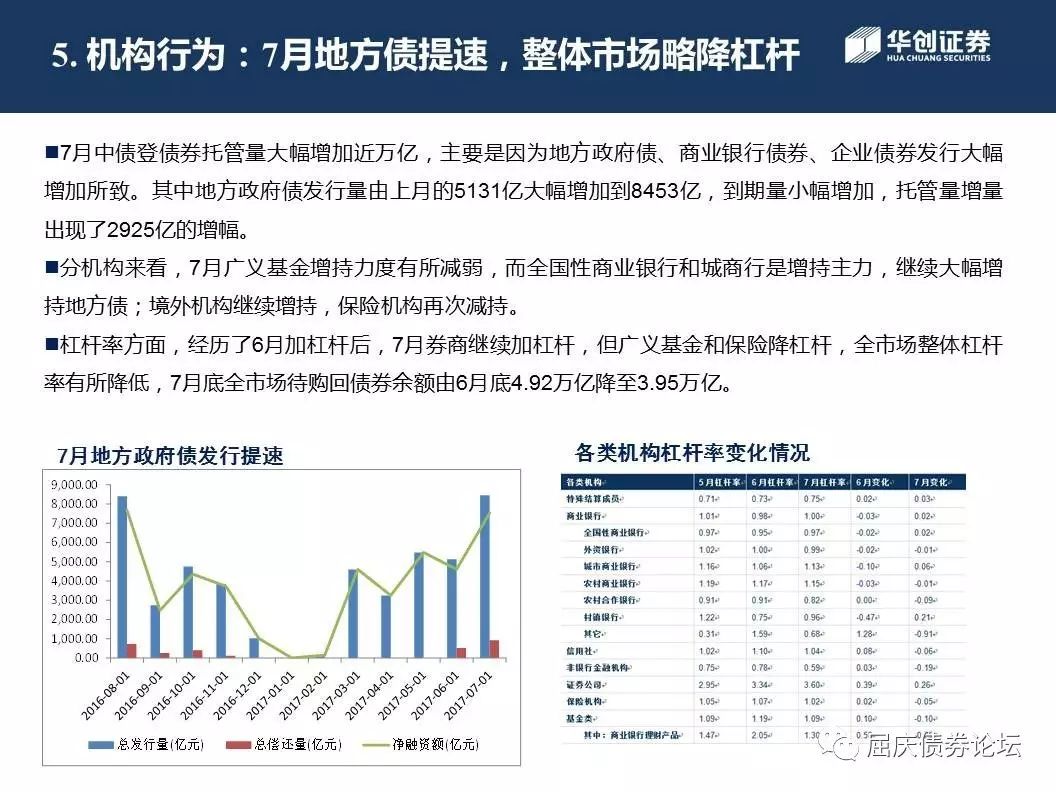 5. 机构行为：7月地方债提速，整体市场略降杠杆
华创证券
HUA CHUANG SECURITIES
■7月中债登债券托管量大幅增加近万亿，主要是因为地方政府债、商业银行债券、企业债券发行大幅
增加所致。其中地方政府债发行量由上月的5131亿大幅增加到8453亿，到期量小幅增加，托管量增量
出现了2925亿的增幅。
■分机构来看，7月广义基金增持力度有所减弱，而全国性商业银行和城商行是增持主力，继续大幅增
持地方债；境外机构继续增持，保险机构再次减持。
■杠杆率方面，经历了6月加杠杆后，7月券商继续加杠杆，但广义基金和保险降杠杆，全市场整体杠杆
率有所降低，7月底全市场待购回债券余额由6月底4.92万亿降至3.95万亿。
7月地方政府债发行提速
9,000.00
8,000.00
7,000.00
6,000.00
5,000.00
4,000.00
3,000.00
2,000.00
1,000.00
0.00
2016-08-01 2016-09-01 2016-10-01 2016-11-01 2016-12-01 2017-01-01 2017-02-01 2017-03-01 2017-04-01 2017-05-01 2017-06-01 2017-07-01
总发行量(亿元) 总偿还量(亿元) 净融资额(亿元)
各类机构杠杆率变化情况
各类机构 5月杠杆率 6月杠杆率 7月杠杆率 6月变化 7月变化
特殊结算成员 0.71 0.73 0.75 0.02 0.03
商业银行 1.01 0.98 1.00 -0.03 0.02
全国性商业银行 0.97 0.95 0.97 -0.02 0.02
外资银行 1.02 1.00 0.99 -0.02 -0.01
城市商业银行 1.16 1.06 1.13 -0.10 0.06
农村商业银行 1.19 1.17 1.15 -0.03 -0.01
农村合作银行 0.91 0.91 0.82 0.00 -0.09
村镇银行 1.22 0.75 0.96 -0.47 0.21
其它 0.31 1.59 0.68 1.28 -0.91
信用社 1.02 1.10 1.04 0.08 -0.06
非银行金融机构 0.75 0.78 0.59 0.03 -0.19
证券公司 2.95 3.34 3.60 0.39 0.26
保险机构 1.05 1.07 1.02 0.02 -0.05
基金类 1.09 1.19 1.09 0.10 -0.10
其中：商业银行理财产品 1.47 2.05 1.30
屈庆债券论坛